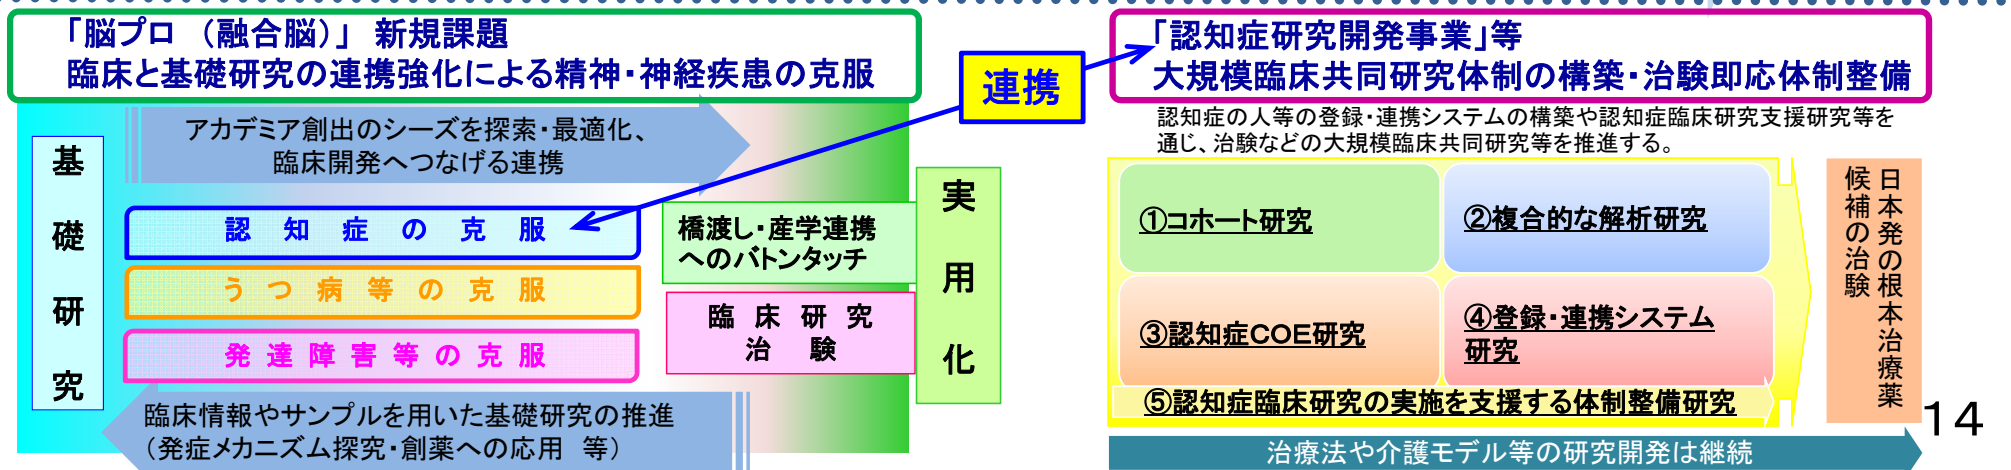 「脳プロ （融合脳）」 新規課題
臨床と基礎研究の連携強化による精神・神経疾患の克服
連携
「認知症研究開発事業」等
大規模臨床共同研究体制の構築・治験即応体制整備
基礎研究
アカデミア創出のシーズを探索・最適化、
臨床開発へつなげる連携
認知症の克服
うつ病等の克服
発達障害等の克服
橋渡し・産学連携
へのバトンタッチ
臨床研究
治験
実用化
臨床情報やサンプルを用いた基礎研究の推進
（発症メカニズム探究・創薬への応用 等）
認知症の人等の登録・連携システムの構築や認知症臨床研究支援研究等を
通じ、治験などの大規模臨床共同研究等を推進する。
①コホート研究
②複合的な解析研究
③認知症COE研究
④登録・連携システム
研究
⑤認知症臨床研究の実施を支援する体制整備研究
日本発の根本治療薬
候補の治験
治療法や介護モデル等の研究開発は継続
14